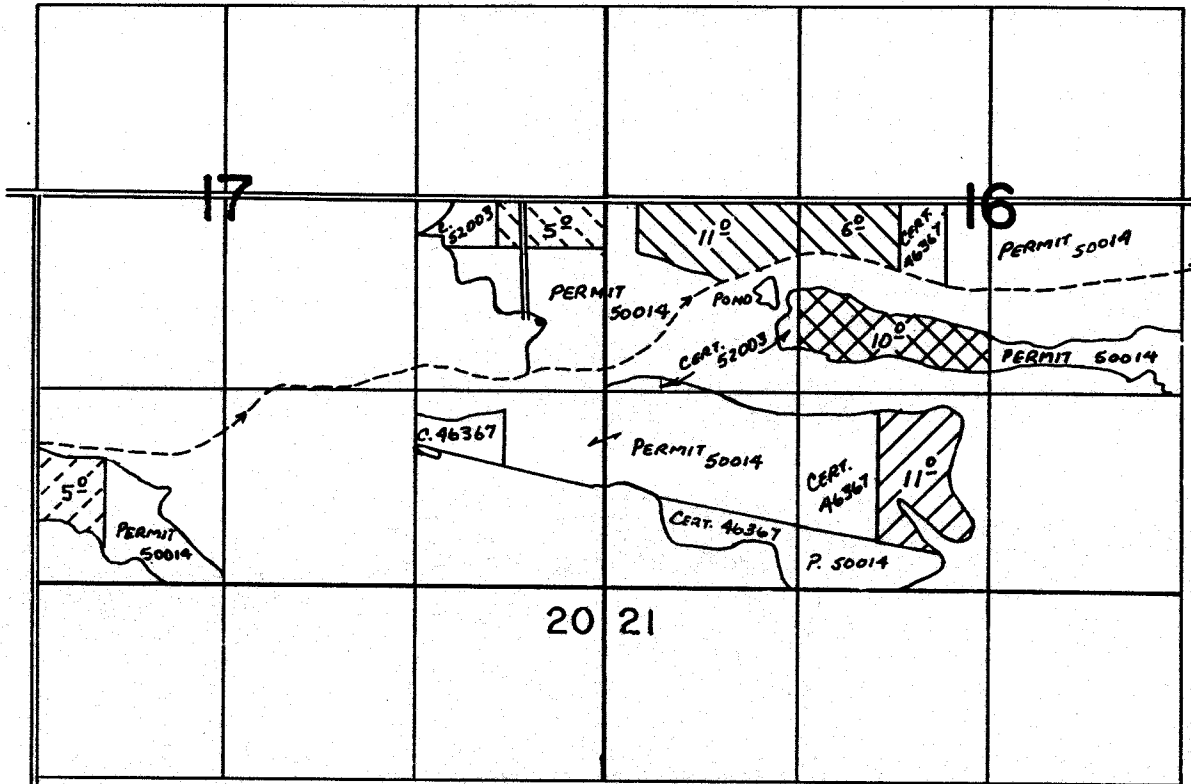 17
16
C.
52003
5º
11º
6º
CERT.
46367
PERMIT 50014
PERMIT
50014
POND
CERT.
52003
10º
PERMIT 50014
C. 46367
PERMIT 50014
CERT.
46367
11º
5º
PERMIT
50014
CERT. 46367
P. 50014
20 21